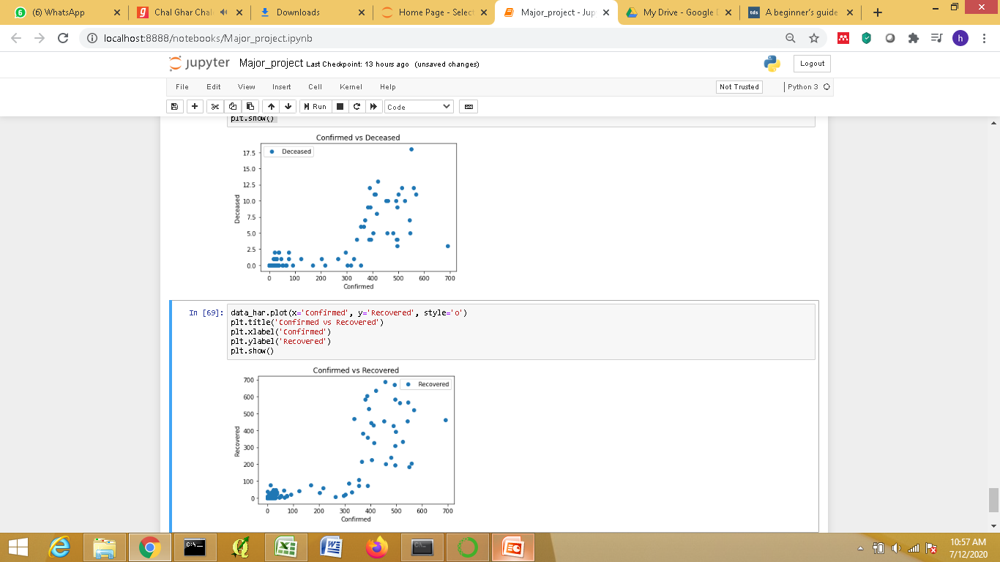 (6) WhatsApp
Chal Ghar Chal
Downloads
Home Page - Select
Major_project - Jup
My Drive - Google D
tds A beginner's guide
localhost:8888/notebooks/Major_project.ipynb
h
jupyter Major_project Last Checkpoint: 13 hours ago (unsaved changes)
Logout
File Edit View Insert Cell Kernel Help
Not Trusted Python 3
Run Code
plt.show()
Confirmed vs Deceased
Deceased
17.5
15.0
12.5
10.0
7.5
5.0
2.5
0.0
Deceased
0 100 200 300 400 500 600 700
Confirmed
In [69]:
data_har.plot(x='Confirmed', y='Recovered', style='o')
plt.title('Confirmed vs Recovered')
plt.xlabel('Confirmed')
plt.ylabel('Recovered')
plt.show()
Confirmed vs Recovered
Recovered
700
600
500
400
300
200
100
0
Recovered
0 100 200 300 400 500 600 700
Confirmed
10:57 AM
7/12/2020